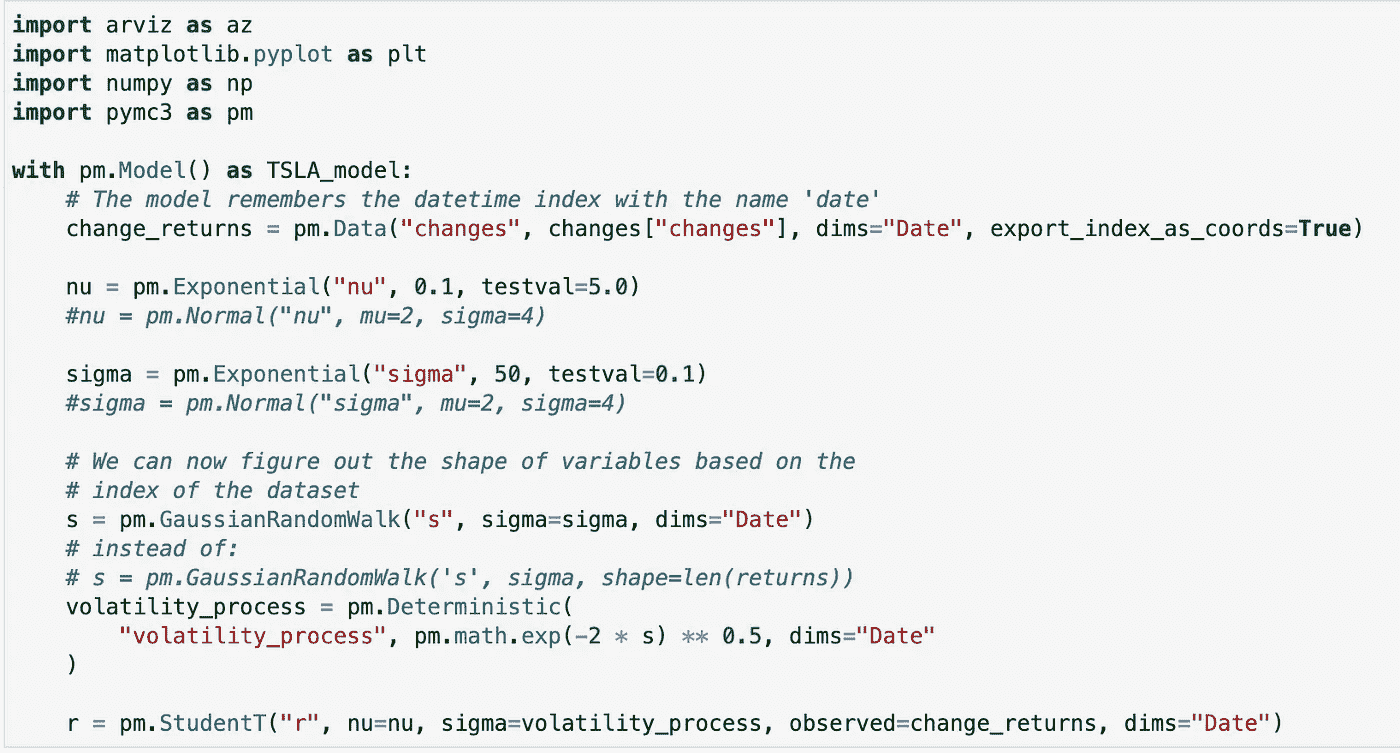 import arviz as az
import matplotlib.pyplot as plt
import numpy as np
import pymc3 as pm

with pm.Model() as TSLA_model:
    # The model remembers the datetime index with the name 'date'
    change_returns = pm.Data("changes", changes["changes"], dims="Date", export_index_as_coords=True)

    nu = pm.Exponential("nu", 0.1, testval=5.0)
    #nu = pm.Normal("nu", mu=2, sigma=4)

    sigma = pm.Exponential("sigma", 50, testval=0.1)
    #sigma = pm.Normal("sigma", mu=2, sigma=4)

    # We can now figure out the shape of variables based on the
    # index of the dataset
    s = pm.GaussianRandomWalk("s", sigma=sigma, dims="Date")
    # instead of:
    # s = pm.GaussianRandomWalk('s', sigma, shape=len(returns))
    volatility_process = pm.Deterministic(
        "volatility_process", pm.math.exp(-2 * s) ** 0.5, dims="Date"
    )

    r = pm.StudentT("r", nu=nu, sigma=volatility_process, observed=change_returns, dims="Date")